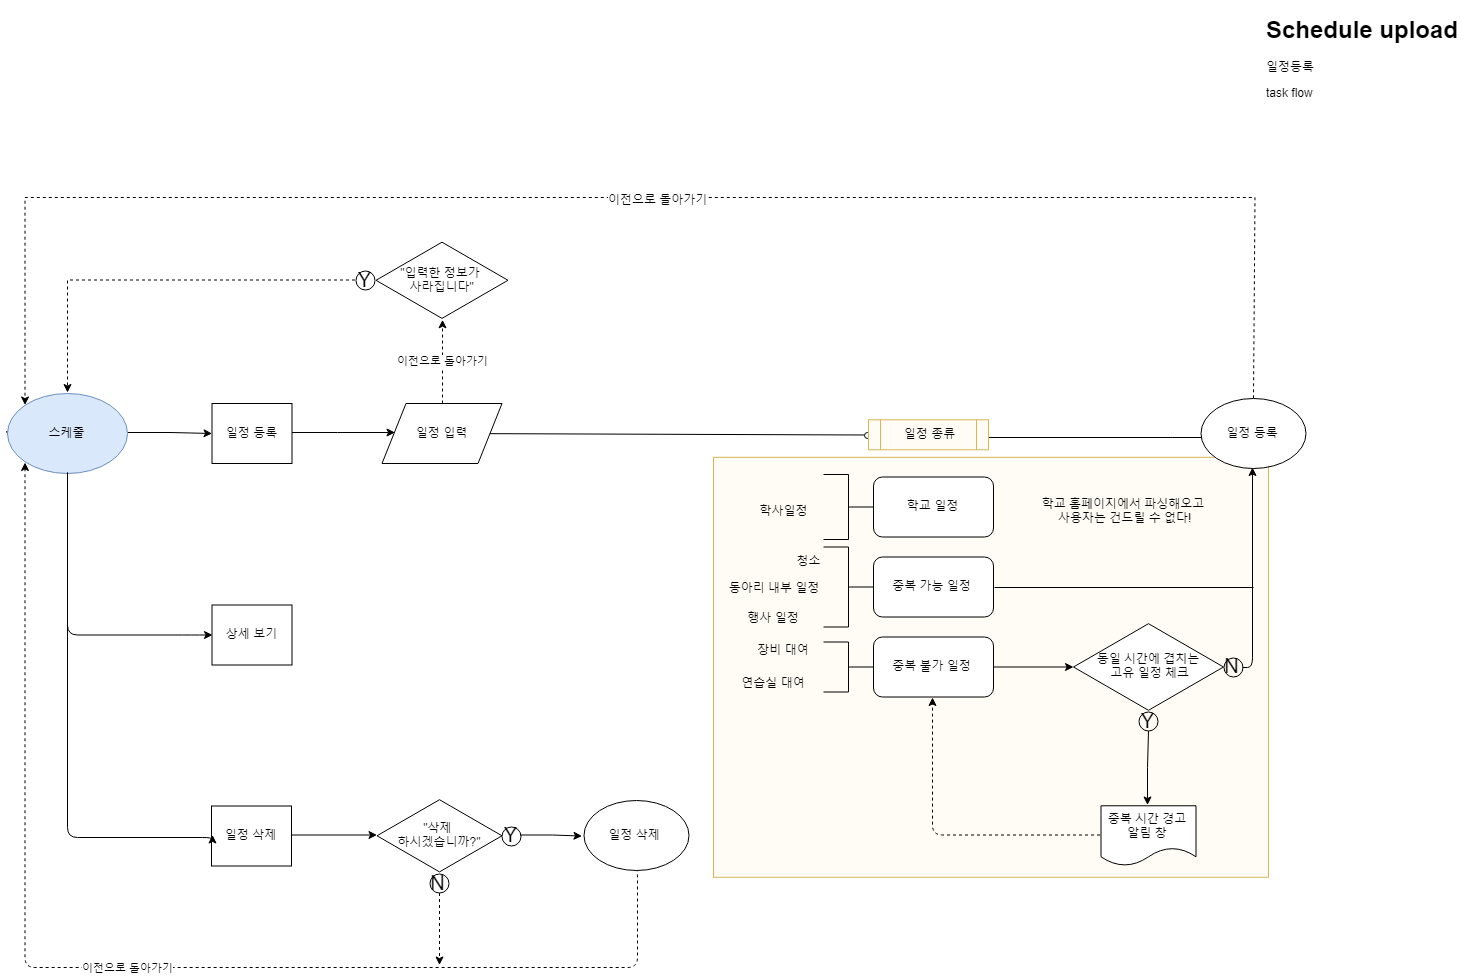 Schedule upload
일정등록
task flow
이전으로 돌아가기
"입력한 정보가
사라집니다"
Y
이전으로 돌아가기
스케줄
일정 등록
일정 입력
일정 종류
일정 등록
학사일정
학교 일정
학교 홈페이지에서 파싱해오고
사용자는 건드릴 수 없다!
청소
동아리 내부 일정
행사 일정
중복 가능 일정
장비 대여
연습실 대여
중복 불가 일정
동일 시간에 겹치는
고유 일정 체크
N
Y
상세 보기
중복 시간 경고
알림 창
일정 삭제
"삭제
하시겠습니까?"
Y
N
일정 삭제
이전으로 돌아가기